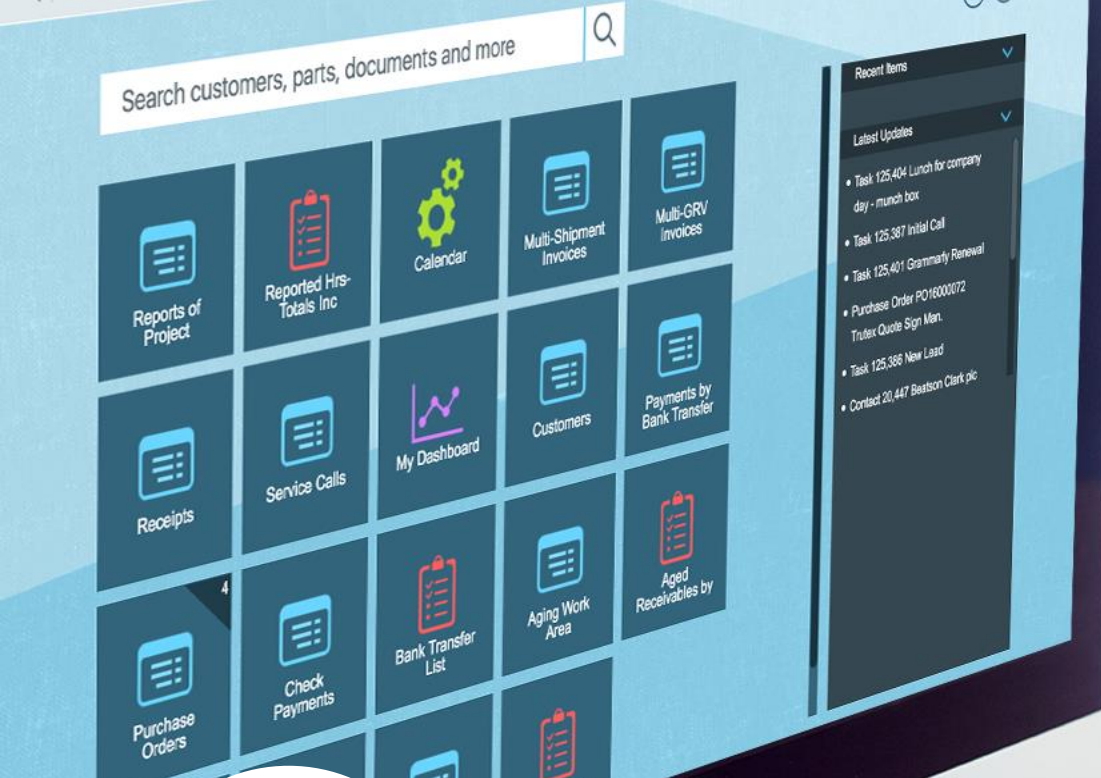 Search customers, parts, documents and more
Reports of
Project
Reported Hrs-
Totals Inc
Calendar
Multi-Shipment
Invoices
Multi-GRV
Invoices
Receipts
Service Calls
My Dashboard
Customers
Payments by
Bank Transfer
4
Purchase
Orders
Check
Payments
Bank Transfer
List
Aging Work
Area
Aged
Receivables by
Recent Items
Latest Updates
• Task 125,404 Lunch for company
day - munch box
• Task 125,387 Initial Call
• Task 125,401 Grammarly Renewal
• Purchase Order PO16000072
Trutex Quote Sign Man.
• Task 125,386 New Lead
• Contact 20,447 Beatson Clark plc